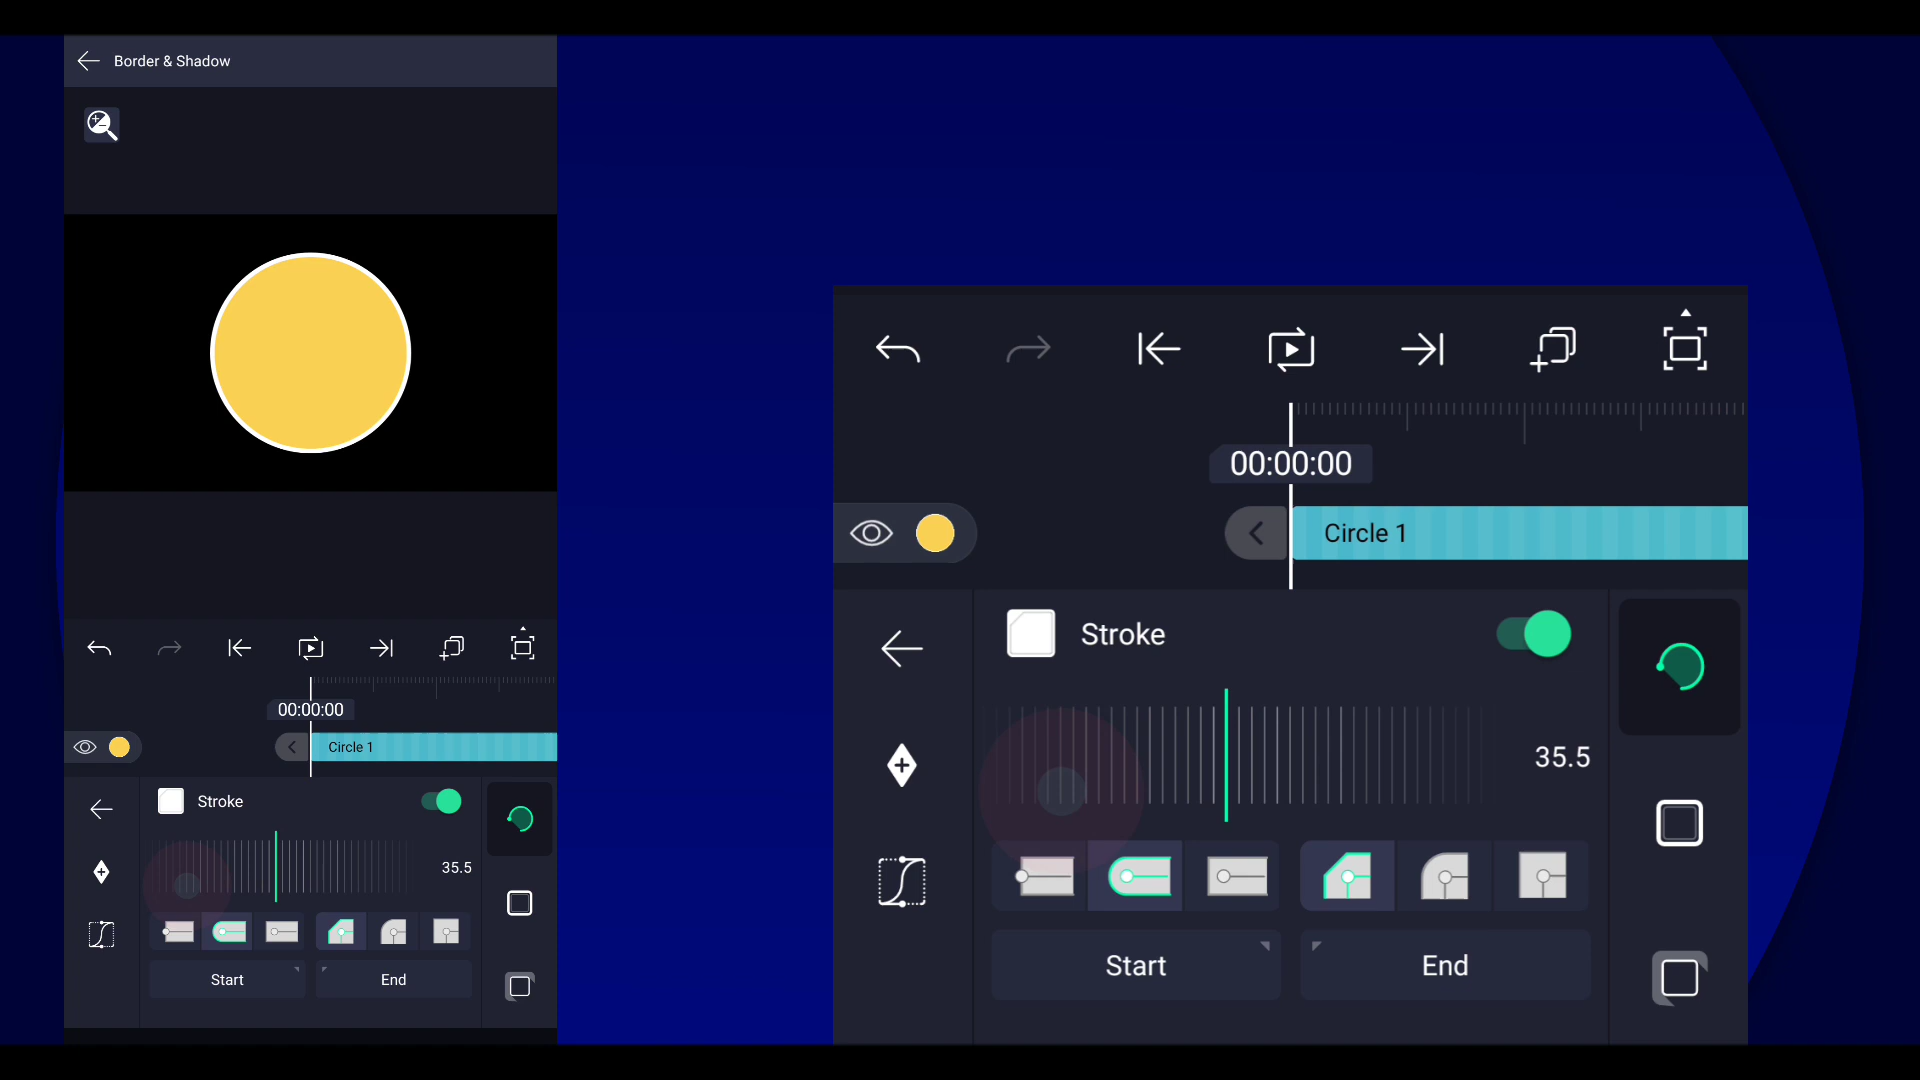 Border & Shadow
00:00:00
Circle 1
Stroke
35.5
Start
End
00:00:00
Circle 1
Stroke
35.5
Start
End